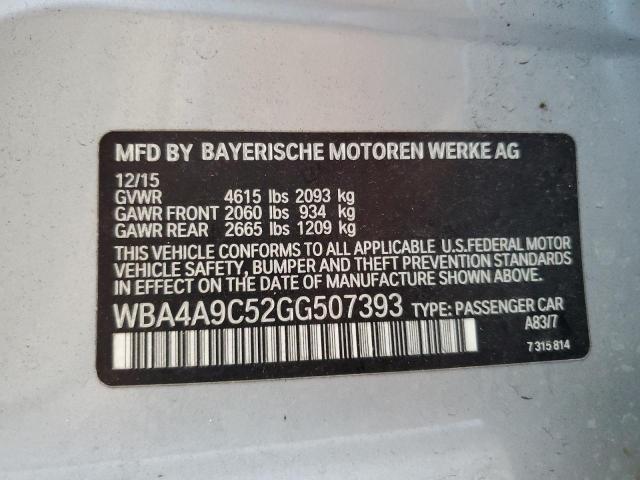 MFD BY BAYERISCHE MOTOREN WERKE AG
12/15
GVWR 4615 lbs 2093 kg
GAWR FRONT 2060 lbs 934 kg
GAWR REAR 2665 lbs 1209 kg
THIS VEHICLE CONFORMS TO ALL APPLICABLE U.S.FEDERAL MOTOR
VEHICLE SAFETY, BUMPER AND THEFT PREVENTION STANDARDS
IN EFFECT ON THE DATE OF MANUFACTURE SHOWN ABOVE.
WBA4A9C52GG507393 TYPE: PASSENGER CAR
A83/7
7 315 814